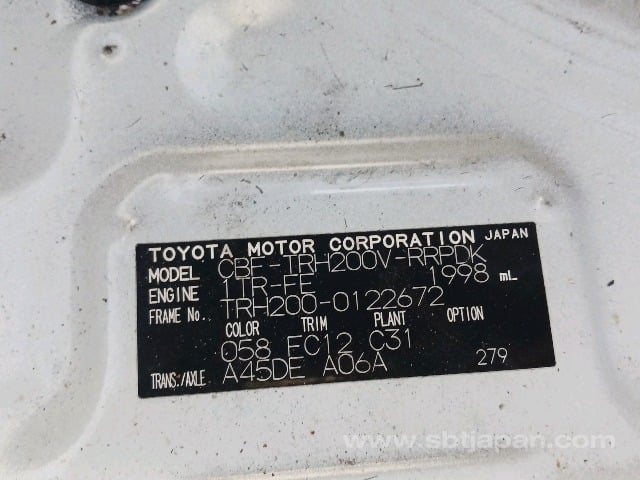 TOYOTA MOTOR CORPORATION JAPAN
MODEL CBF-TRH200V-RRPDK
ENGINE 1TR-FE 1998 mL
FRAME No. TRH200-0122672
COLOR TRIM PLANT OPTION
058 FC12 C31
TRANS./AXLE A45DE A06A 279
www.sbtjapan.com